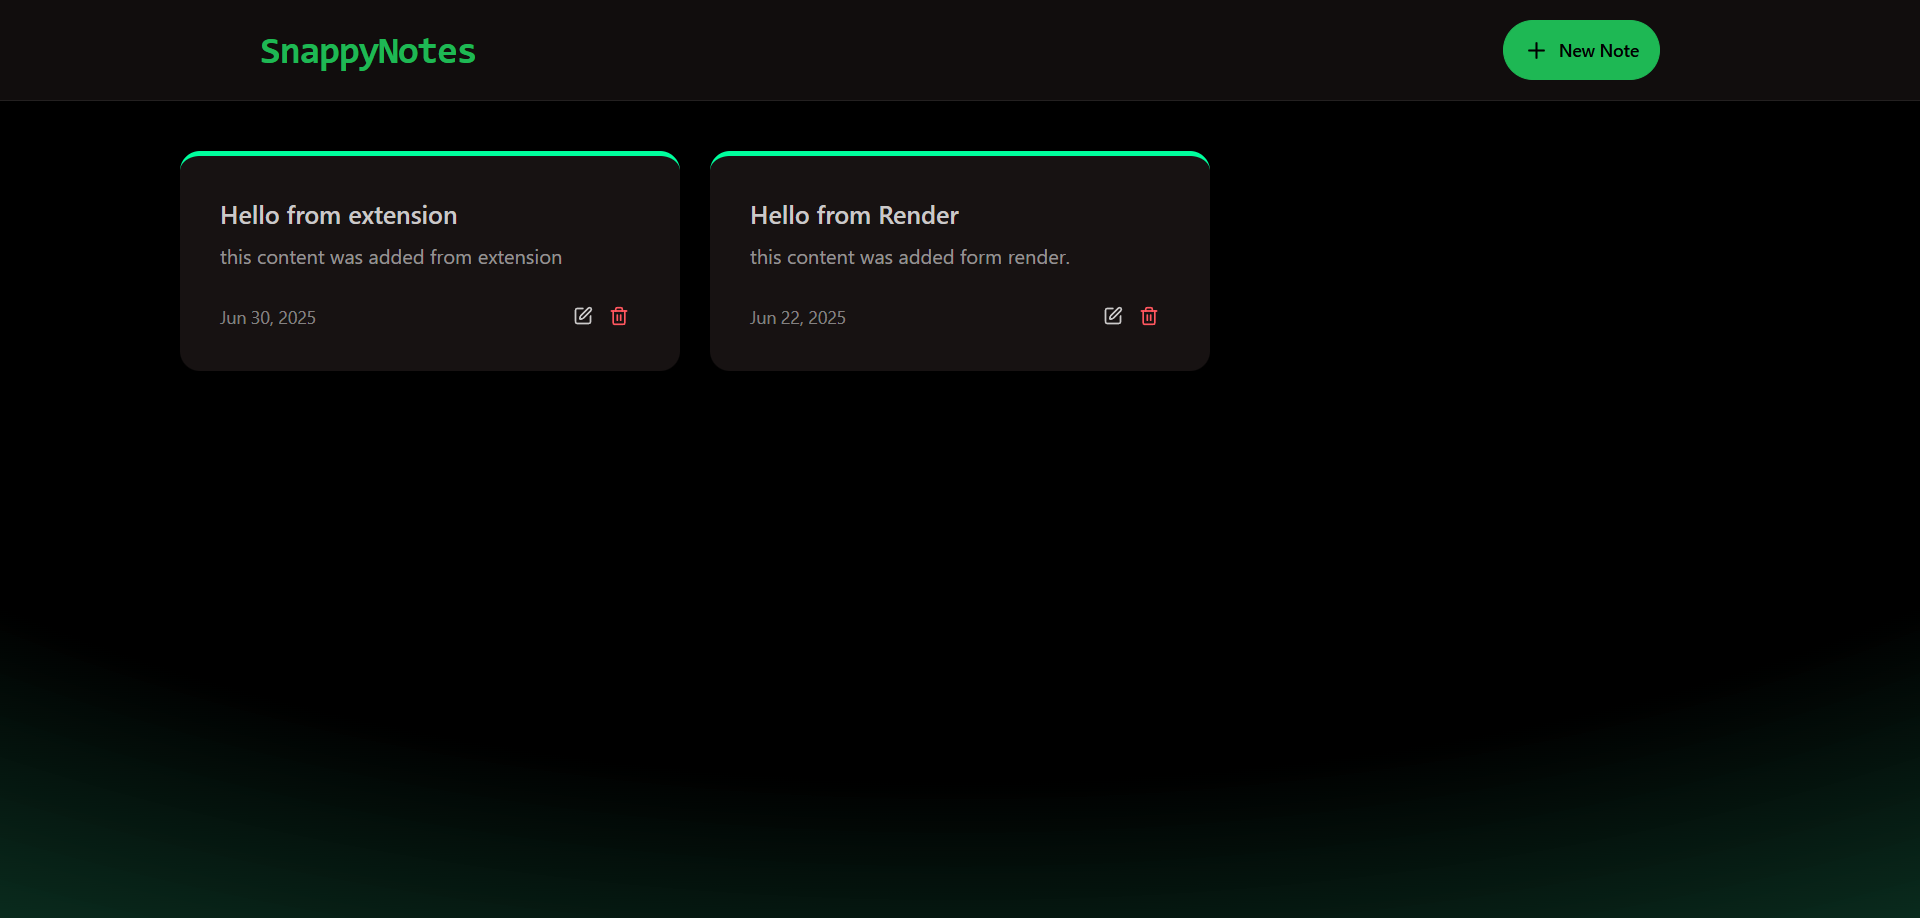 SnappyNotes
New Note
Hello from extension
this content was added from extension
Jun 30, 2025
Hello from Render
this content was added form render.
Jun 22, 2025